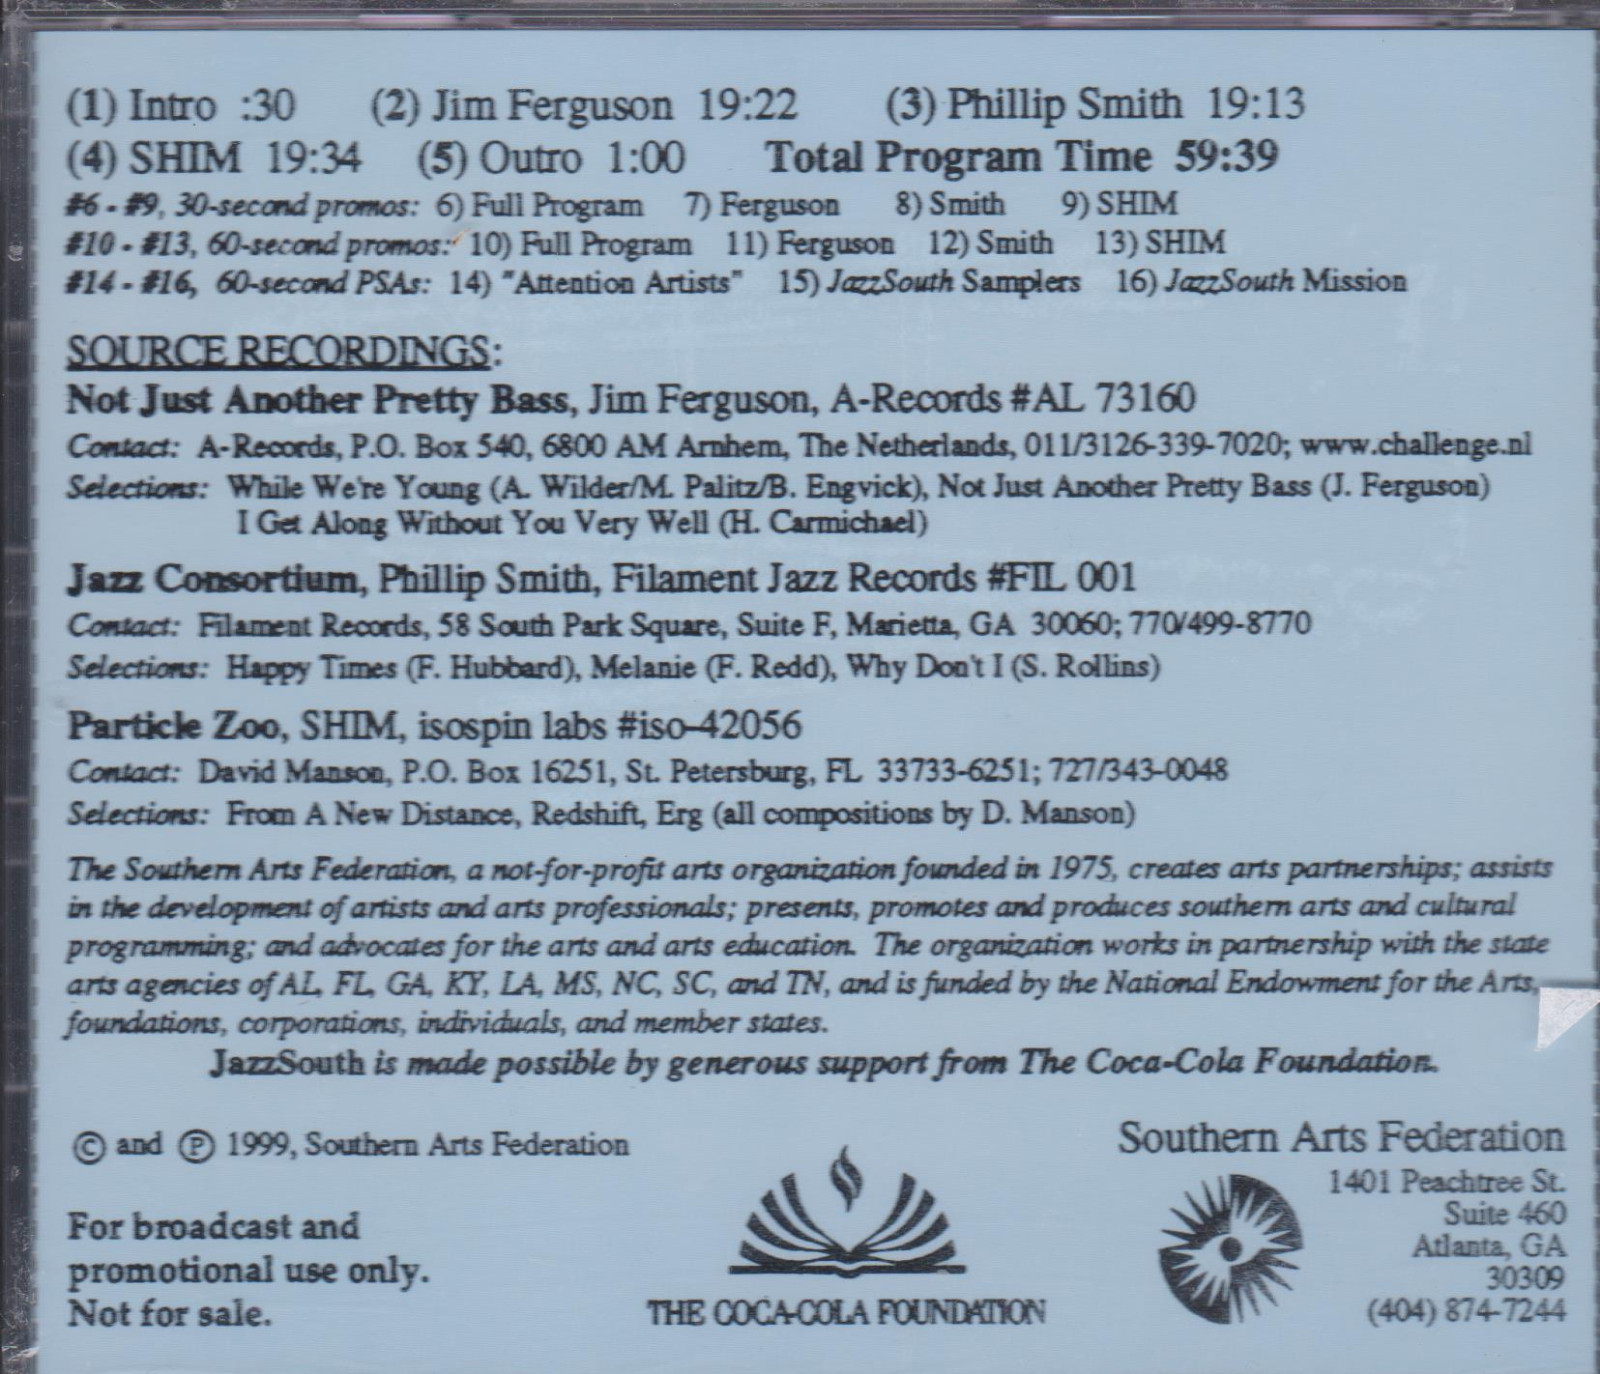 (1) Intro :30 (2) Jim Ferguson 19:22 (3) Phillip Smith 19:13
(4) SHIM 19:34 (5) Outro 1:00 Total Program Time 59:39
#6 - #9, 30-second promos: 6) Full Program 7) Ferguson 8) Smith 9) SHIM
#10 - #13, 60-second promos: 10) Full Program 11) Ferguson 12) Smith 13) SHIM
#14 - #16, 60-second PSAs: 14) "Attention Artists" 15) JazzSouth Samplers 16) JazzSouth Mission
SOURCE RECORDINGS:
Not Just Another Pretty Bass, Jim Ferguson, A-Records #AL 73160
Contact: A-Records, P.O. Box 540, 6800 AM Arnhem, The Netherlands, 011/3126-339-7020; www.challenge.nl
Selections: While We're Young (A. Wilder/M. Palitz/B. Engvick), Not Just Another Pretty Bass (J. Ferguson)
I Get Along Without You Very Well (H. Carmichael)
Jazz Consortium, Phillip Smith, Filament Jazz Records #FIL 001
Contact: Filament Records, 58 South Park Square, Suite F, Marietta, GA 30060; 770/499-8770
Selections: Happy Times (F. Hubbard), Melanie (F. Redd), Why Don't I (S. Rollins)
Particle Zoo, SHIM, isospin labs #iso-42056
Contact: David Manson, P.O. Box 16251, St. Petersburg, FL 33733-6251; 727/343-0048
Selections: From A New Distance, Redshift, Erg (all compositions by D. Manson)
The Southern Arts Federation, a not-for-profit arts organization founded in 1975, creates arts partnerships; assists
in the development of artists and arts professionals; presents, promotes and produces southern arts and cultural
programming; and advocates for the arts and arts education. The organization works in partnership with the state
arts agencies of AL, FL, GA, KY, LA, MS, NC, SC, and TN, and is funded by the National Endowment for the Arts,
foundations, corporations, individuals, and member states.
JazzSouth is made possible by generous support from The Coca-Cola Foundation.
© and ℗ 1999, Southern Arts Federation
For broadcast and
promotional use only.
Not for sale.
THE COCA-COLA FOUNDATION
Southern Arts Federation
1401 Peachtree St.
Suite 460
Atlanta, GA
30309
(404) 874-7244